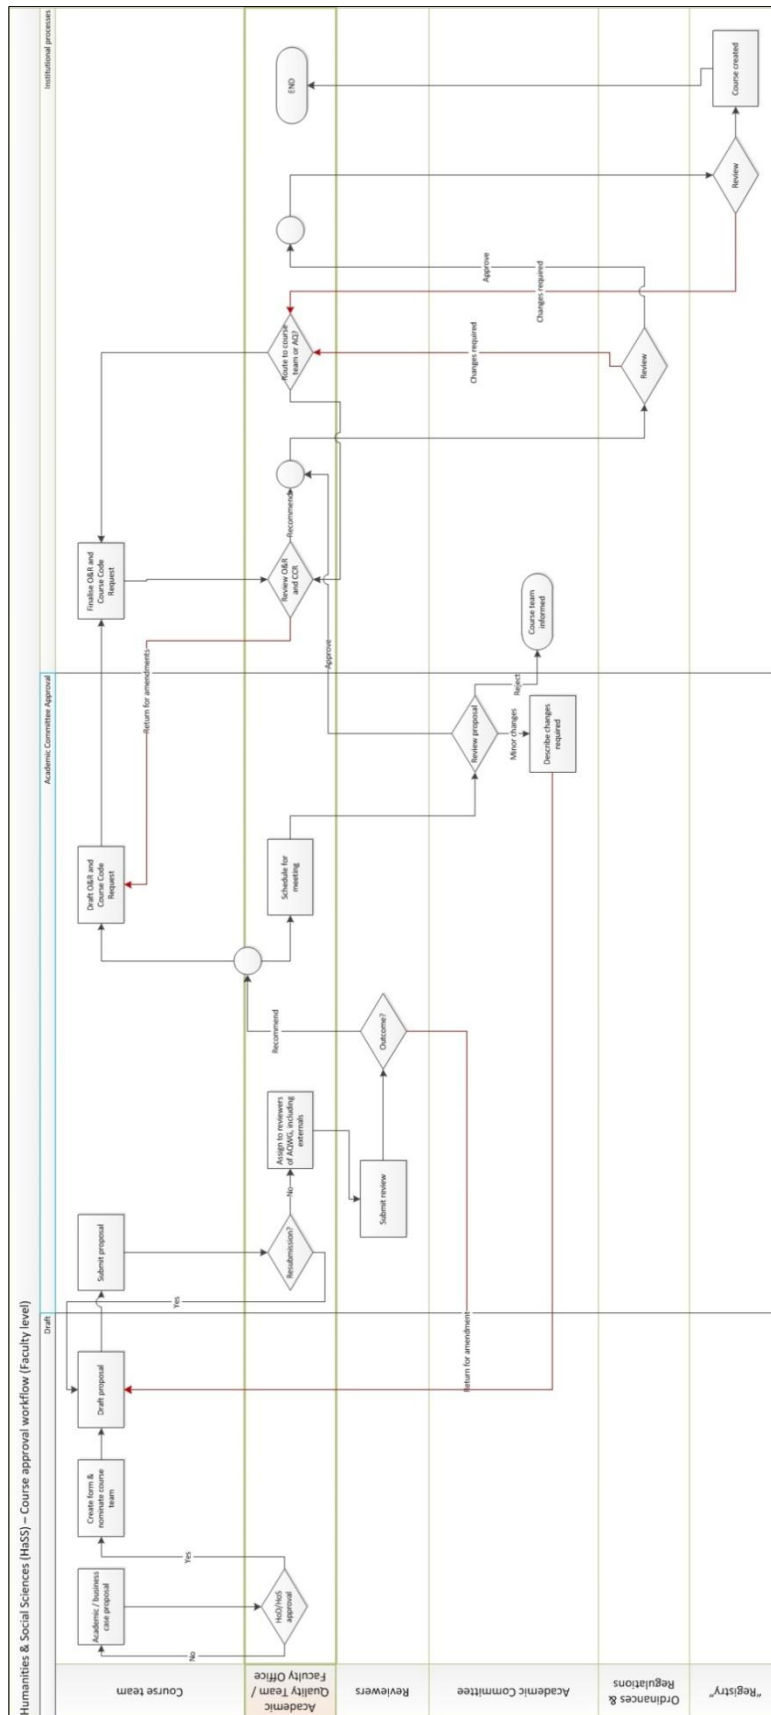 Humanities & Social Sciences (HaSS) – Course approval workflow (Faculty level)
Draft
Academic Committee Approval
Institutional processes
Course team
Academic
Quality Team /
Faculty Office
Reviewers
Academic Committee
Ordinances &
Regulations
"Registry"
Academic / business
case proposal
No
HoD/HoS
approval
Yes
Create form &
nominate course
team
Draft proposal
Submit proposal
Yes
Resubmission?
No
Assign to reviewers
of AQWG, including
externals
Submit review
Outcome?
Return for amendment
Recommend
Draft O&R and
Course Code
Request
Schedule for
meeting
Review proposal
Minor changes
Reject
Describe changes
required
Course team
informed
Approve
Return for amendments
Finalise O&R and
Course Code
Request
Review O&R
and CCR
Recommend
Route to course
team or AQ?
Changes required
Review
Approve
Changes required
Review
Course created
END